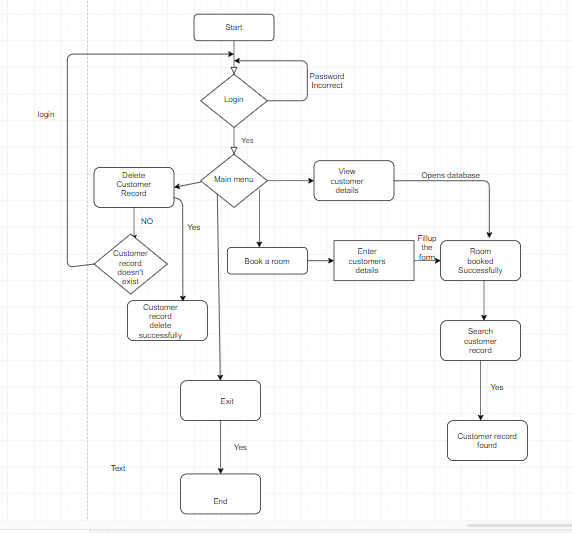 Start
Password
Incorrect
Login
login
Yes
Delete
Customer
Record
Main menu
View
customer
details
Opens database
NO
Yes
Customer
record
doesn't
exist
Book a room
Enter
customers
details
Fillup
the
form
Room
booked
Successfully
Customer
record
delete
successfully
Search
customer
record
Yes
Exit
Customer record
found
Yes
Text
End